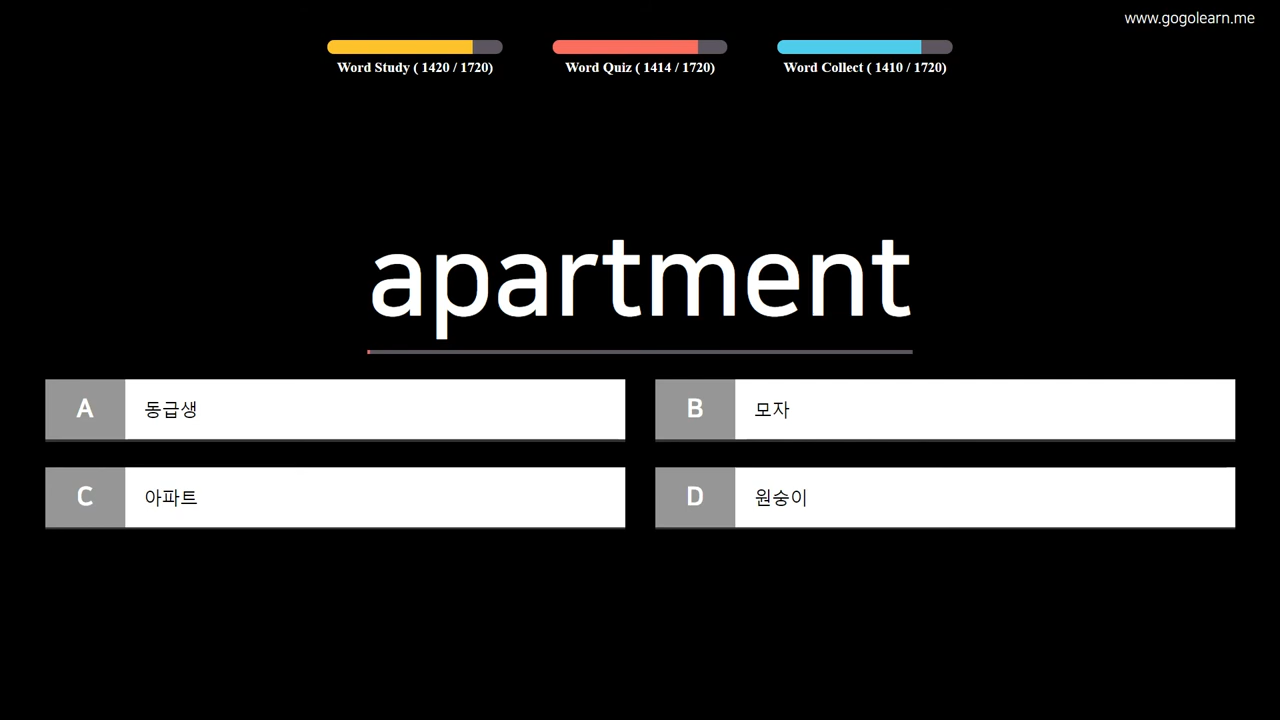 www.gogolearn.me
Word Study ( 1420 / 1720)
Word Quiz ( 1414 / 1720)
Word Collect ( 1410 / 1720)
apartment
A 동급생
B 모자
C 아파트
D 원숭이